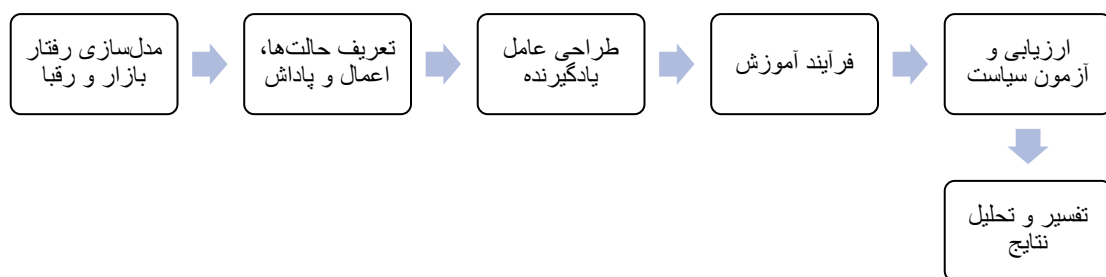 مدل‌سازی رفتار
بازار و رقبا
تعریف حالت‌ها،
اعمال و پاداش
طراحی عامل
یادگیرنده
فرآیند آموزش
ارزیابی و
آزمون سیاست
تفسیر و تحلیل
نتایج